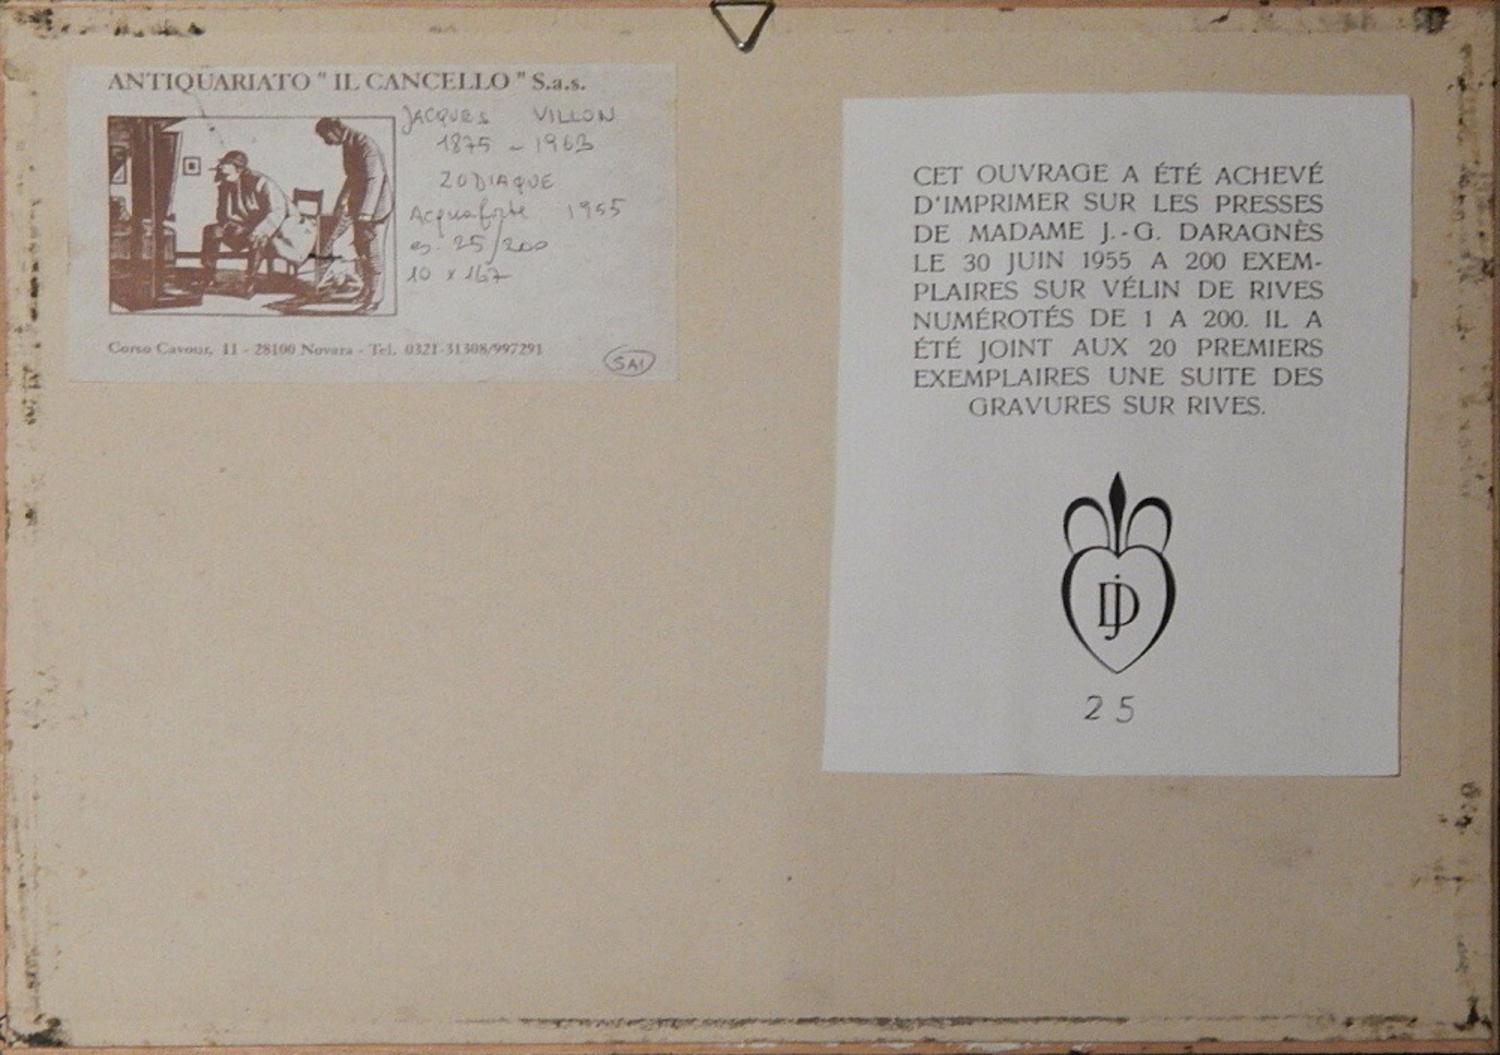 ANTIQUARIATO " IL CANCELLO " S.a.s.
JACQUES VILLON
1875 - 1963
ZODIAQUE
Acquaforte 1955
es. 25/200
10 x 167
Corso Cavour, 11 - 28100 Novara - Tel. 0321-31308/997291
SAI
CET OUVRAGE A ÉTÉ ACHEVÉ
D'IMPRIMER SUR LES PRESSES
DE MADAME J.-G. DARAGNÈS
LE 30 JUIN 1955 A 200 EXEM-
PLAIRES SUR VÉLIN DE RIVES
NUMÉROTÉS DE 1 A 200. IL A
ÉTÉ JOINT AUX 20 PREMIERS
EXEMPLAIRES UNE SUITE DES
GRAVURES SUR RIVES.
25